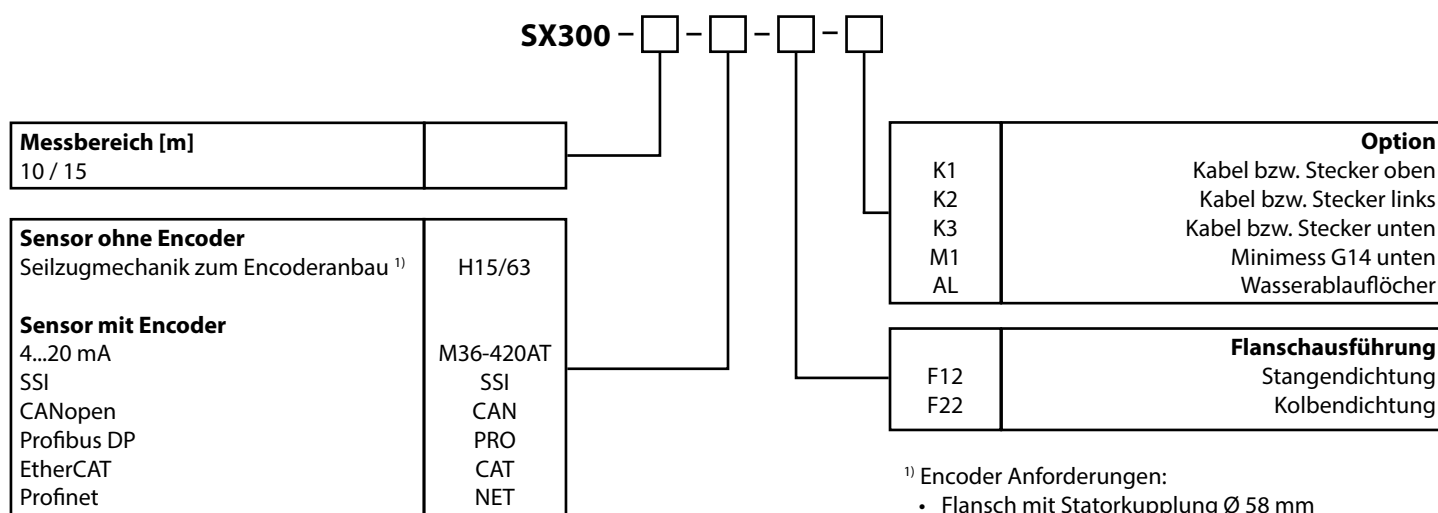 SX300 – – – –
Messbereich [m]
10 / 15
Sensor ohne Encoder
Seilzugmechanik zum Encoderanbau 1) H15/63
Sensor mit Encoder
4...20 mA M36-420AT
SSI SSI
CANopen CAN
Profibus DP PRO
EtherCAT CAT
Profinet NET
Option
K1 Kabel bzw. Stecker oben
K2 Kabel bzw. Stecker links
K3 Kabel bzw. Stecker unten
M1 Minimess G14 unten
AL Wasserablauflöcher
Flanschausführung
F12 Stangendichtung
F22 Kolbendichtung
1) Encoder Anforderungen:
• Flansch mit Statorkupplung Ø 58 mm